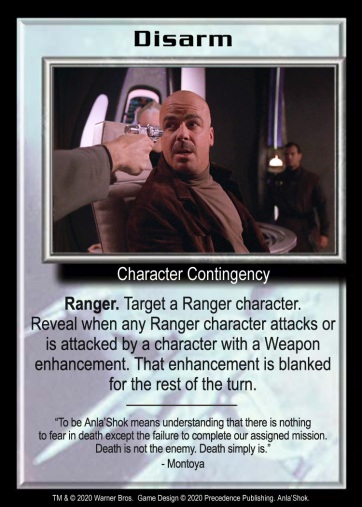 Disarm
Character Contingency
Ranger. Target a Ranger character.
Reveal when any Ranger character attacks or
is attacked by a character with a Weapon
enhancement. That enhancement is blanked
for the rest of the turn.
"To be Anla'Shok means understanding that there is nothing
to fear in death except the failure to complete our assigned mission.
Death is not the enemy. Death simply is."
- Montoya
TM & © 2020 Warner Bros. Game Design © 2020 Precedence Publishing. Anla'Shok.